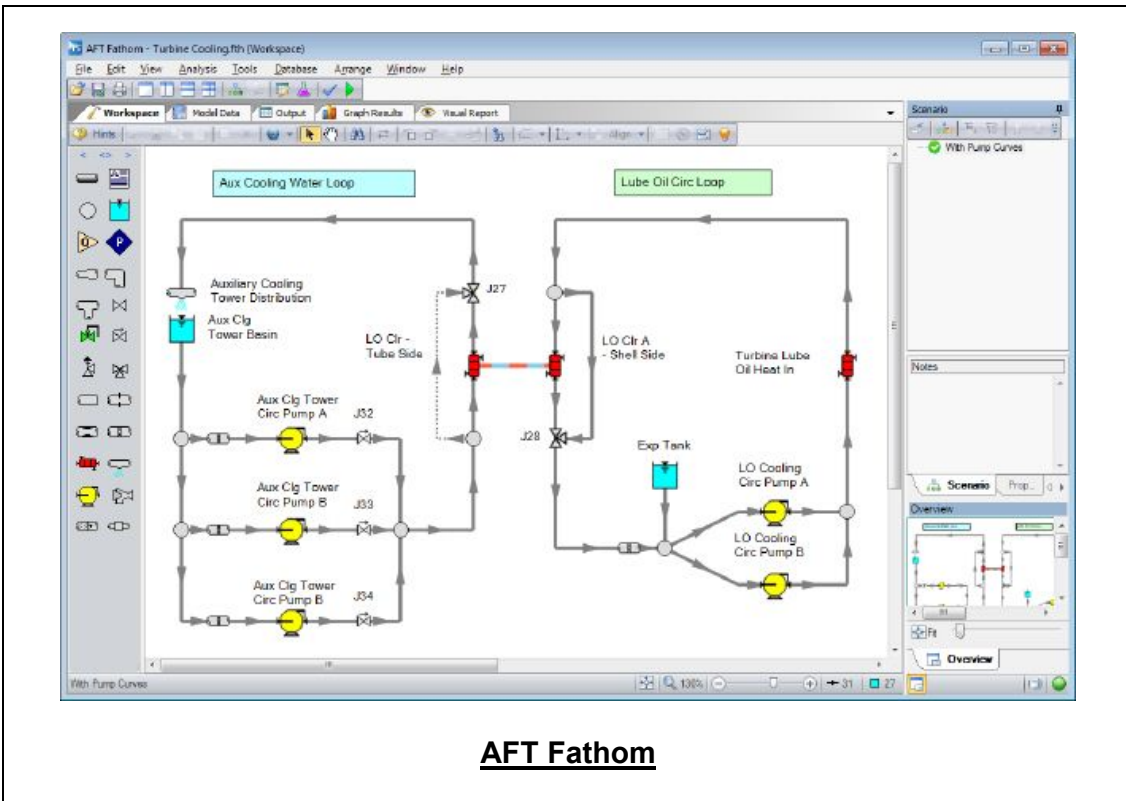 AFT Fathom - Turbine Cooling.fth (Workspace)
File Edit View Analysis Tools Database Arrange Window Help
Workspace Model Data Output Graph Results Visual Report
Scenario
Hints
Align
With Pump Curves
Aux Cooling Water Loop
Lube Oil Circ Loop
Auxiliary Cooling
Tower Distribution
J27
Aux Clg
Tower Basin
LO Clr -
Tube Side
LO Clr A
- Shell Side
Turbine Lube
Oil Heat In
Notes
Aux Clg Tower
Circ Pump A
J32
J28
Exp Tank
LO Cooling
Circ Pump A
Aux Clg Tower
Circ Pump B
J33
LO Cooling
Circ Pump B
Scenario Prop..
Overview
Aux Clg Tower
Circ Pump B
J34
Fit
Overview
With Pump Curves
130%
31
27
AFT Fathom